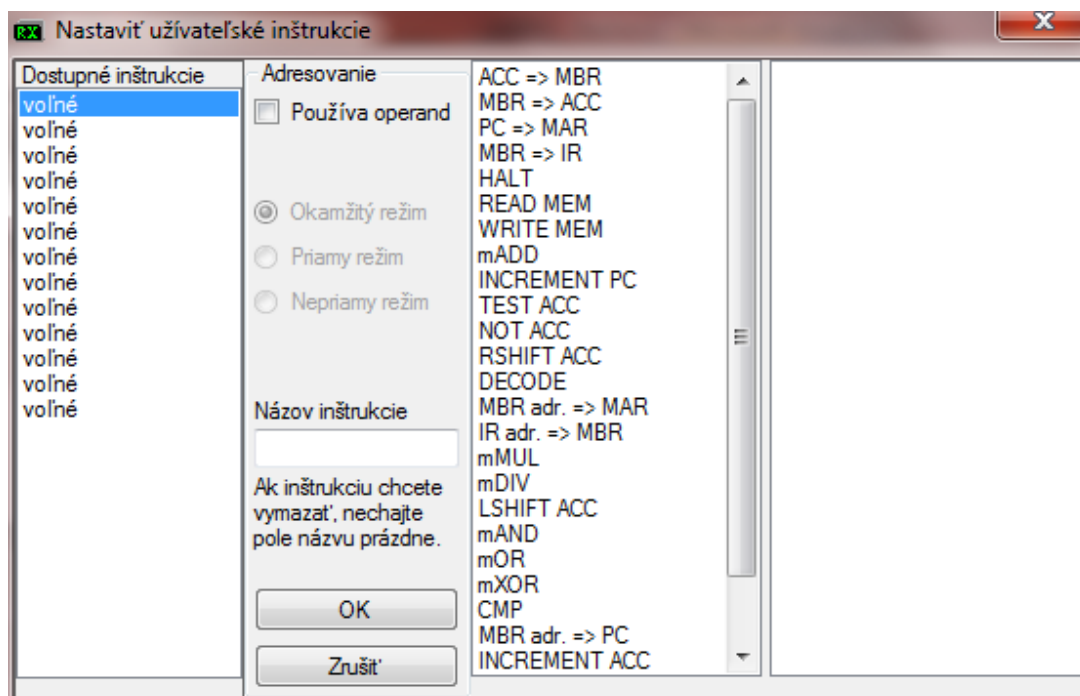 RX Nastaviť užívateľské inštrukcie
X
Dostupné inštrukcie
voľné
voľné
voľné
voľné
voľné
voľné
voľné
voľné
voľné
voľné
voľné
voľné
voľné
Adresovanie
Používa operand
Okamžitý režim
Priamy režim
Nepriamy režim
Názov inštrukcie
Ak inštrukciu chcete
vymazať, nechajte
pole názvu prázdne.
OK
Zrušiť
ACC => MBR
MBR => ACC
PC => MAR
MBR => IR
HALT
READ MEM
WRITE MEM
mADD
INCREMENT PC
TEST ACC
NOT ACC
RSHIFT ACC
DECODE
MBR adr. => MAR
IR adr. => MBR
mMUL
mDIV
LSHIFT ACC
mAND
mOR
mXOR
CMP
MBR adr. => PC
INCREMENT ACC